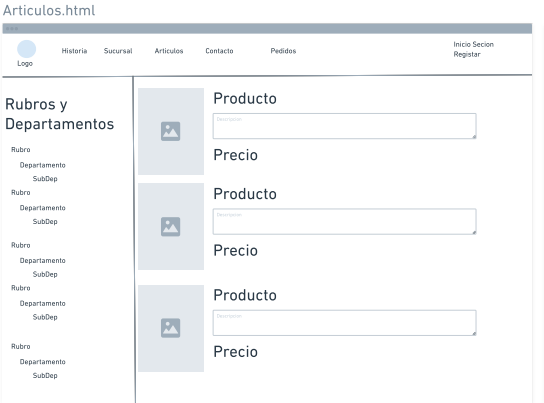 Articulos.html
Logo
Historia
Sucursal
Articulos
Contacto
Pedidos
Inicio Secion
Registar
Rubros y
Departamentos
Rubro
Departamento
SubDep
Rubro
Departamento
SubDep
Rubro
Departamento
SubDep
Rubro
Departamento
SubDep
Rubro
Departamento
SubDep
Producto
Descripcion
Precio
Producto
Descripcion
Precio
Producto
Descripcion
Precio